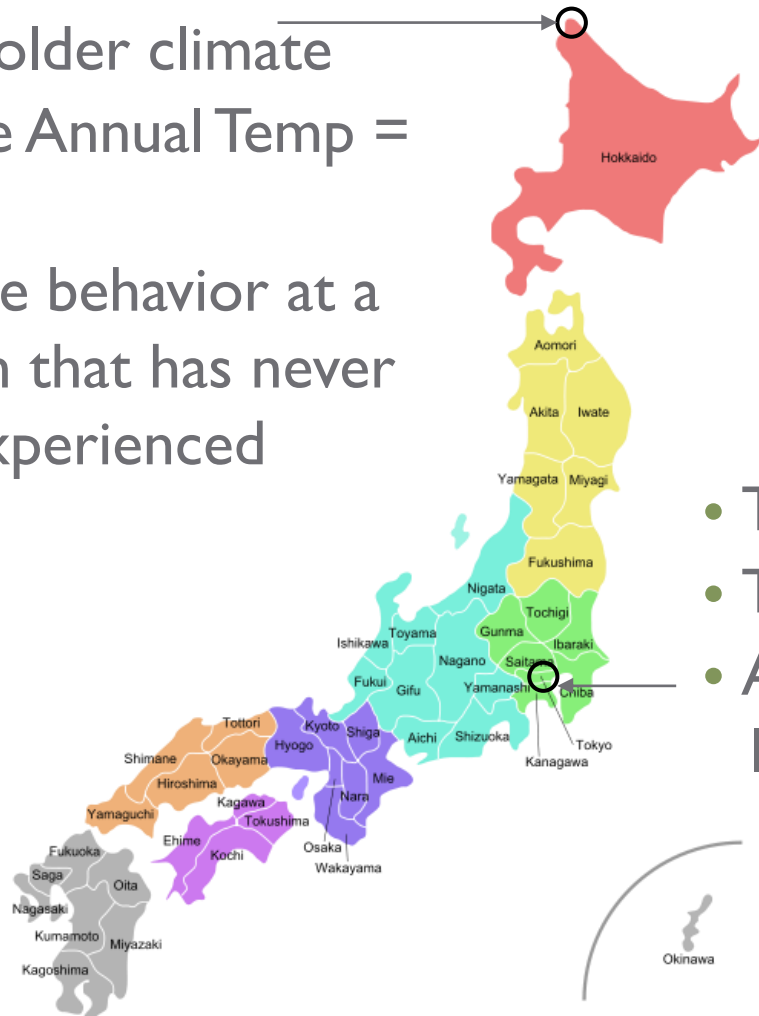 older climate
e Annual Temp =
e behavior at a
n that has never
xperienced
Hokkaido
Aomori
Akita Iwate
Yamagata Miyagi
Fukushima
Nigata
Tochigi
Gunma
Ibaraki
Toyama
Ishikawa
Nagano
Saitama
Fukui
Gifu
Yamanashi
Chiba
Aichi
Shizuoka
Tokyo
Kanagawa
Tottori
Kyoto
Shiga
Hyogo
Shimane
Okayama
Hiroshima
Mie
Nara
Kagawa
Yamaguchi
Tokushima
Ehime
Kochi
Osaka
Wakayama
Fukuoka
Saga
Oita
Nagasaki
Kumamoto
Miyazaki
Kagoshima
Okinawa
• T
• T
• A